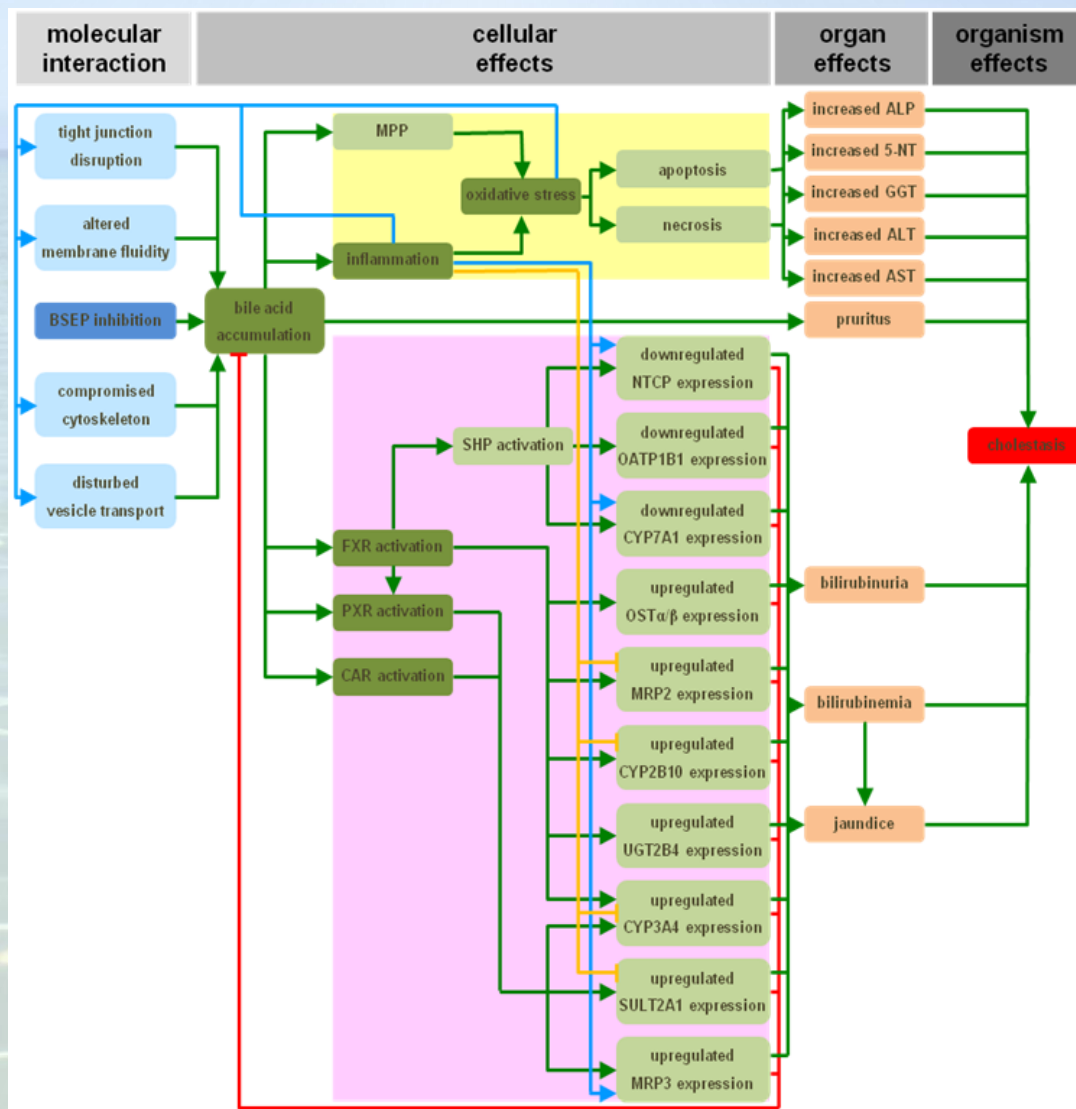 molecular
interaction
cellular
effects
organ
effects
organism
effects
tight junction
disruption
altered
membrane fluidity
BSEP inhibition
compromised
cytoskeleton
disturbed
vesicle transport
bile acid
accumulation
MPP
oxidative stress
inflammation
apoptosis
necrosis
SHP activation
FXR activation
PXR activation
CAR activation
downregulated
NTCP expression
downregulated
OATP1B1 expression
downregulated
CYP7A1 expression
upregulated
OSTα/β expression
upregulated
MRP2 expression
upregulated
CYP2B10 expression
upregulated
UGT2B4 expression
upregulated
CYP3A4 expression
upregulated
SULT2A1 expression
upregulated
MRP3 expression
increased ALP
increased 5-NT
increased GGT
increased ALT
increased AST
pruritus
bilirubinuria
bilirubinemia
jaundice
cholestasis